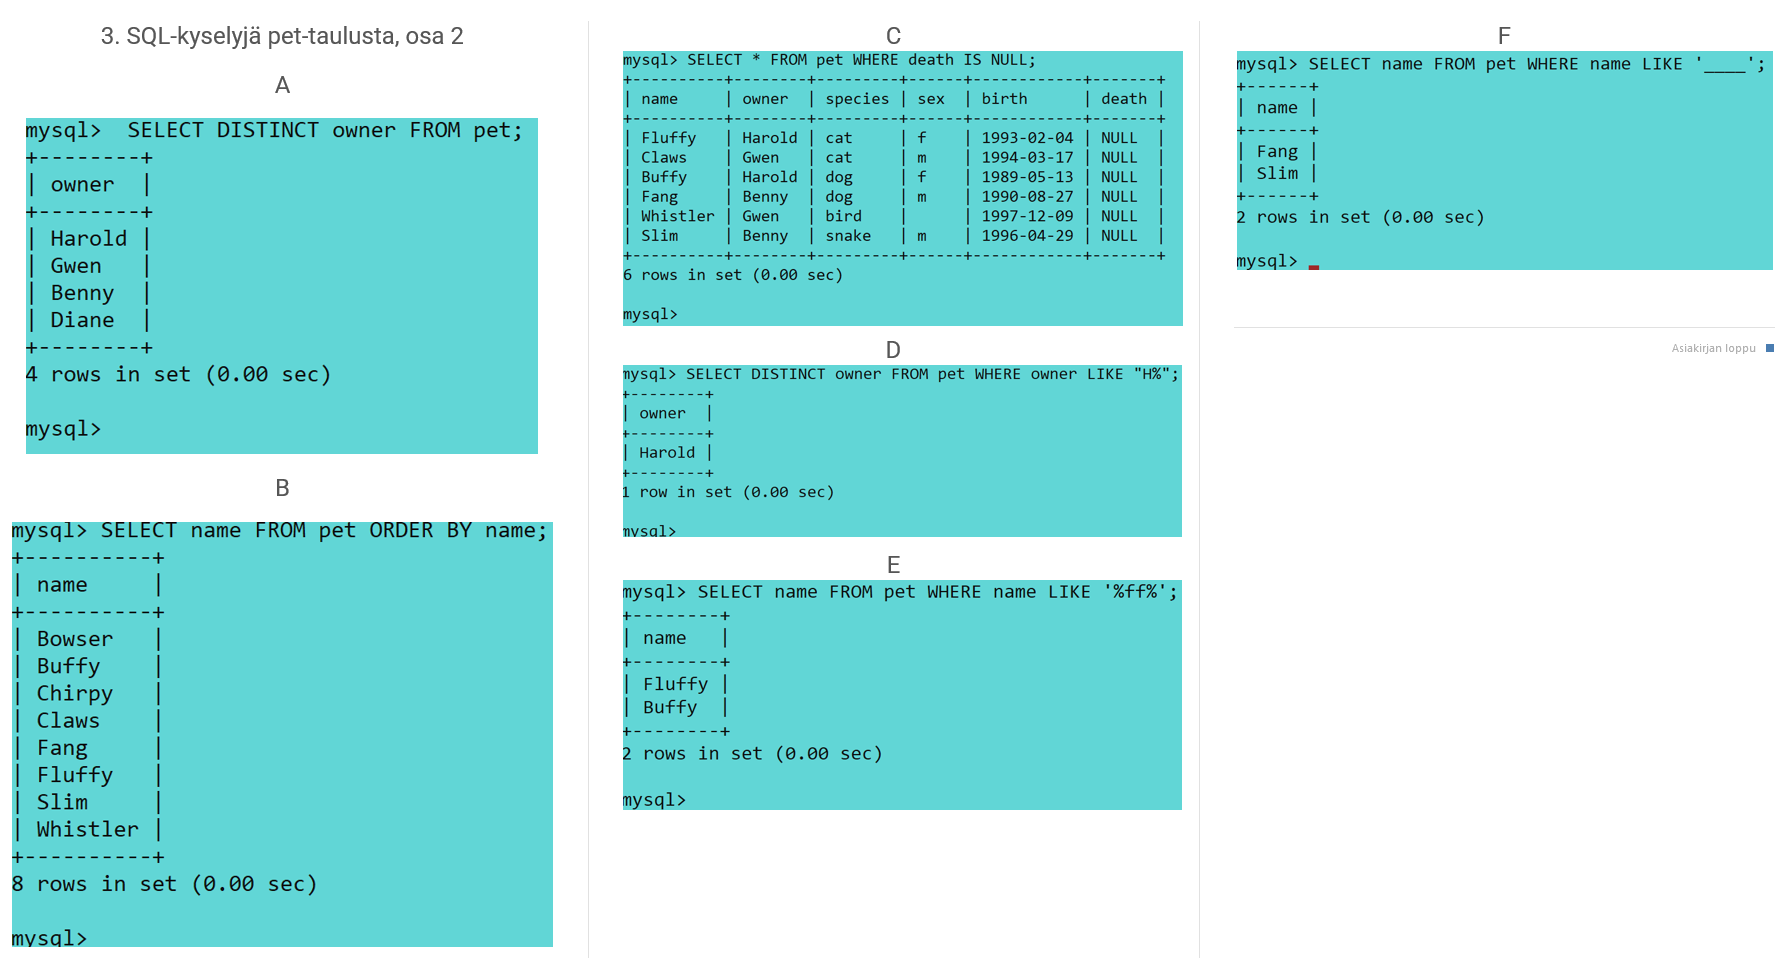 3. SQL-kyselyjä pet-taulusta, osa 2
A
mysql>  SELECT DISTINCT owner FROM pet;
+--------+
| owner  |
+--------+
| Harold |
| Gwen   |
| Benny  |
| Diane  |
+--------+
4 rows in set (0.00 sec)
mysql>
B
mysql> SELECT name FROM pet ORDER BY name;
+----------+
| name     |
+----------+
| Bowser   |
| Buffy    |
| Chirpy   |
| Claws    |
| Fang     |
| Fluffy   |
| Slim     |
| Whistler |
+----------+
8 rows in set (0.00 sec)
mysql>
C
mysql> SELECT * FROM pet WHERE death IS NULL;
+----------+--------+---------+------+------------+-------+
| name     | owner  | species | sex  | birth      | death |
+----------+--------+---------+------+------------+-------+
| Fluffy   | Harold | cat     | f    | 1993-02-04 | NULL  |
| Claws    | Gwen   | cat     | m    | 1994-03-17 | NULL  |
| Buffy    | Harold | dog     | f    | 1989-05-13 | NULL  |
| Fang     | Benny  | dog     | m    | 1990-08-27 | NULL  |
| Whistler | Gwen   | bird    |      | 1997-12-09 | NULL  |
| Slim     | Benny  | snake   | m    | 1996-04-29 | NULL  |
+----------+--------+---------+------+------------+-------+
6 rows in set (0.00 sec)
mysql>
D
mysql> SELECT DISTINCT owner FROM pet WHERE owner LIKE "H%";
+--------+
| owner  |
+--------+
| Harold |
+--------+
1 row in set (0.00 sec)
mysql>
E
mysql> SELECT name FROM pet WHERE name LIKE '%ff%';
+--------+
| name   |
+--------+
| Fluffy |
| Buffy  |
+--------+
2 rows in set (0.00 sec)
mysql>
F
mysql> SELECT name FROM pet WHERE name LIKE '____';
+------+
| name |
+------+
| Fang |
| Slim |
+------+
2 rows in set (0.00 sec)
mysql> _
Asiakirjan loppu